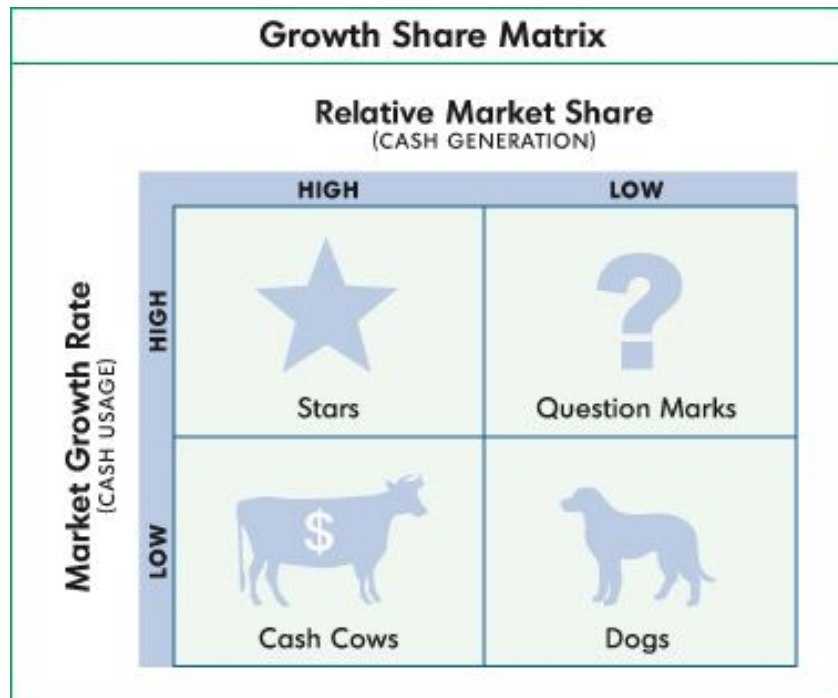 Growth Share Matrix
Relative Market Share
(CASH GENERATION)
HIGH
LOW
Market Growth Rate
(CASH USAGE)
HIGH
?
Stars
Question Marks
LOW
$
Cash Cows
Dogs